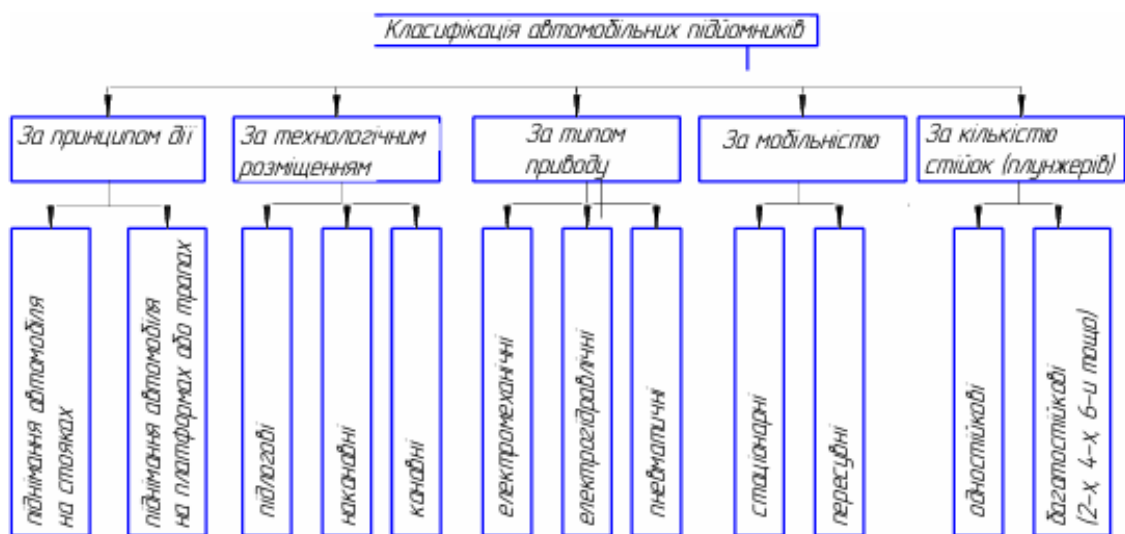 Класифікація автомобільних підйомників
За принципом дії
За технологічним
розміщенням
За типом
приводу
За мобільністю
За кількістю
стійок (плунжерів)
піднімання автомобіля
на стояках
піднімання автомобіля
на платформах або трапах
підлогові
наканавні
канавні
електромеханічні
електрогідравлічні
пневматичні
стаціонарні
пересувні
одностійкові
багатостійкові
(2-х, 4-х, 6-и тощо)